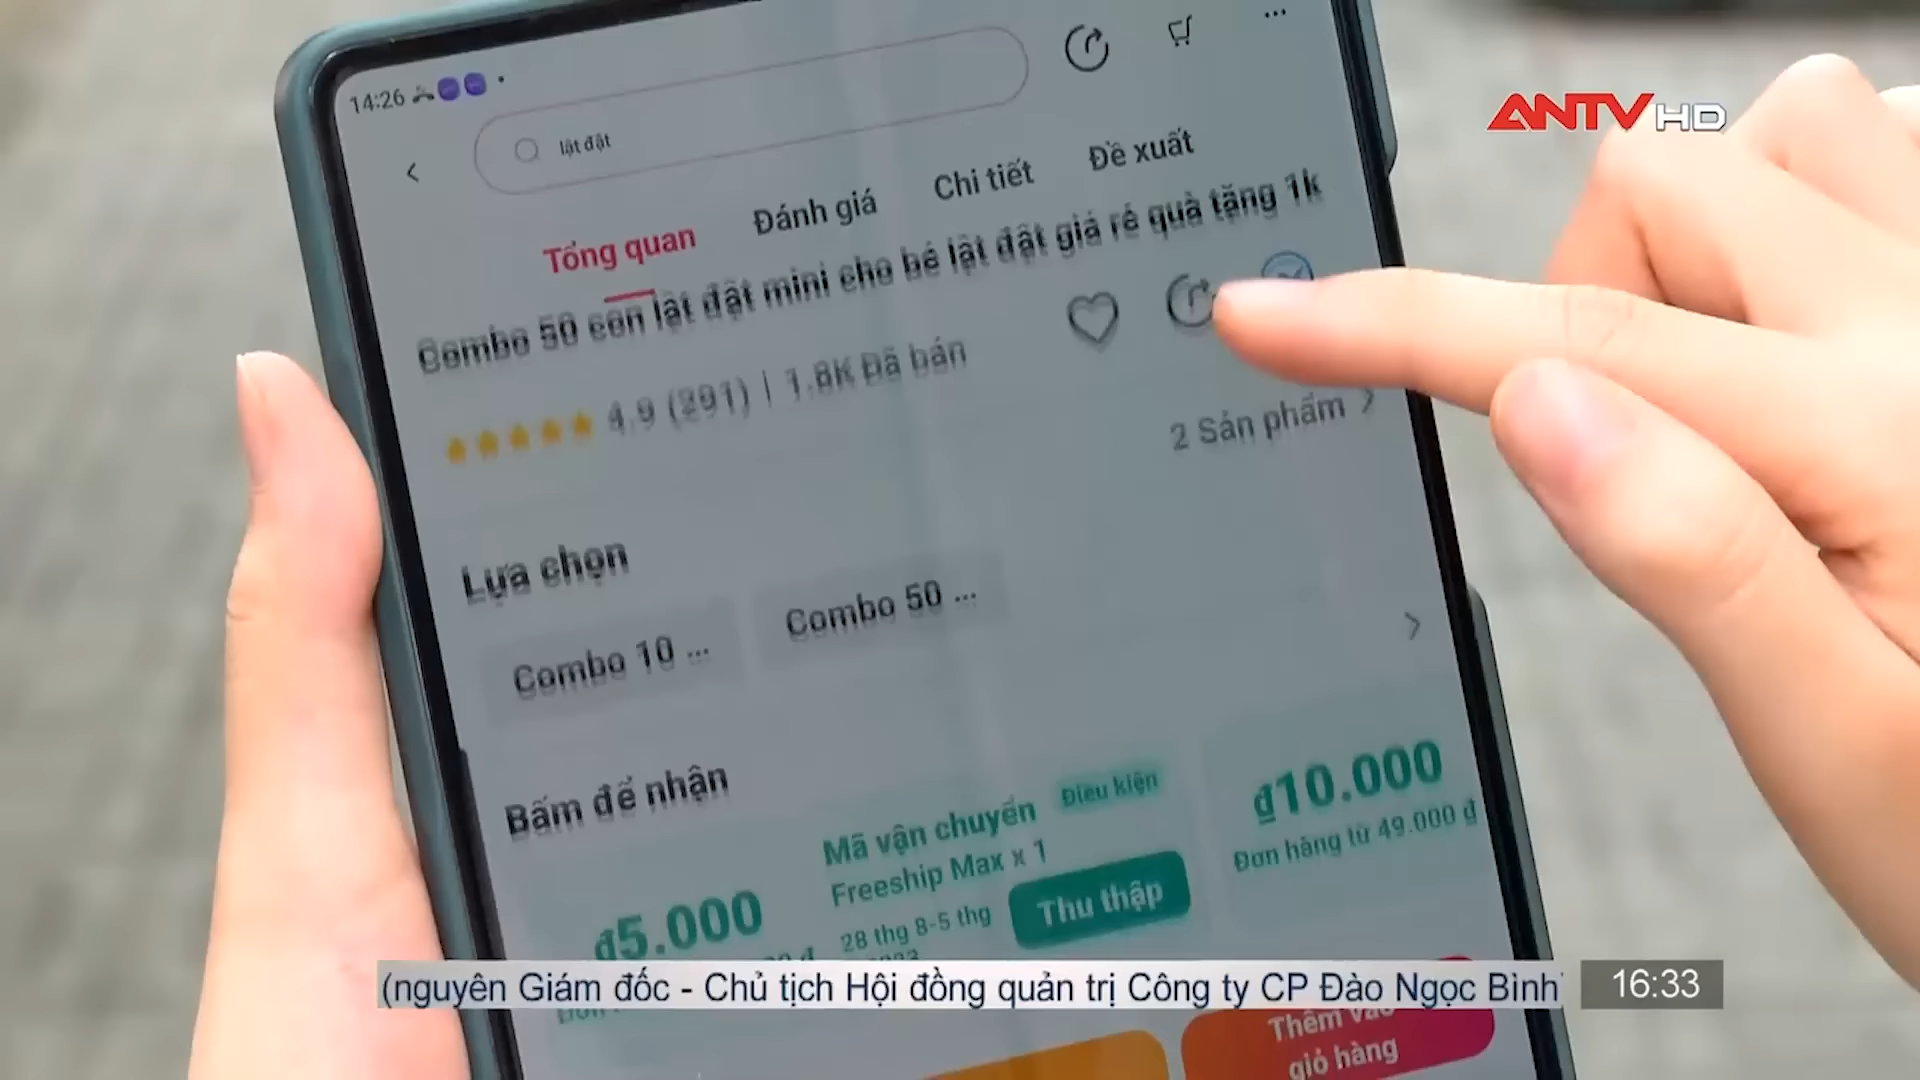 ANTV HD
14:26
lật đật
Tổng quan Đánh giá Chi tiết Đề xuất
Combo 50 con lật đật mini cho bé lật đật giá rẻ quà tặng 1k
4.9 (391) | 1.8K Đã bán
2 Sản phẩm
Lựa chọn
Combo 10 ... Combo 50 ...
Bấm để nhận
Mã vận chuyển Điều kiện
Freeship Max x 1
28 thg 8-5 thg
Thu thập
₫5.000
₫10.000
Đơn hàng từ 49.000 ₫
(nguyên Giám đốc - Chủ tịch Hội đồng quản trị Công ty CP Đào Ngọc Bình
16:33
Thêm vào
giỏ hàng